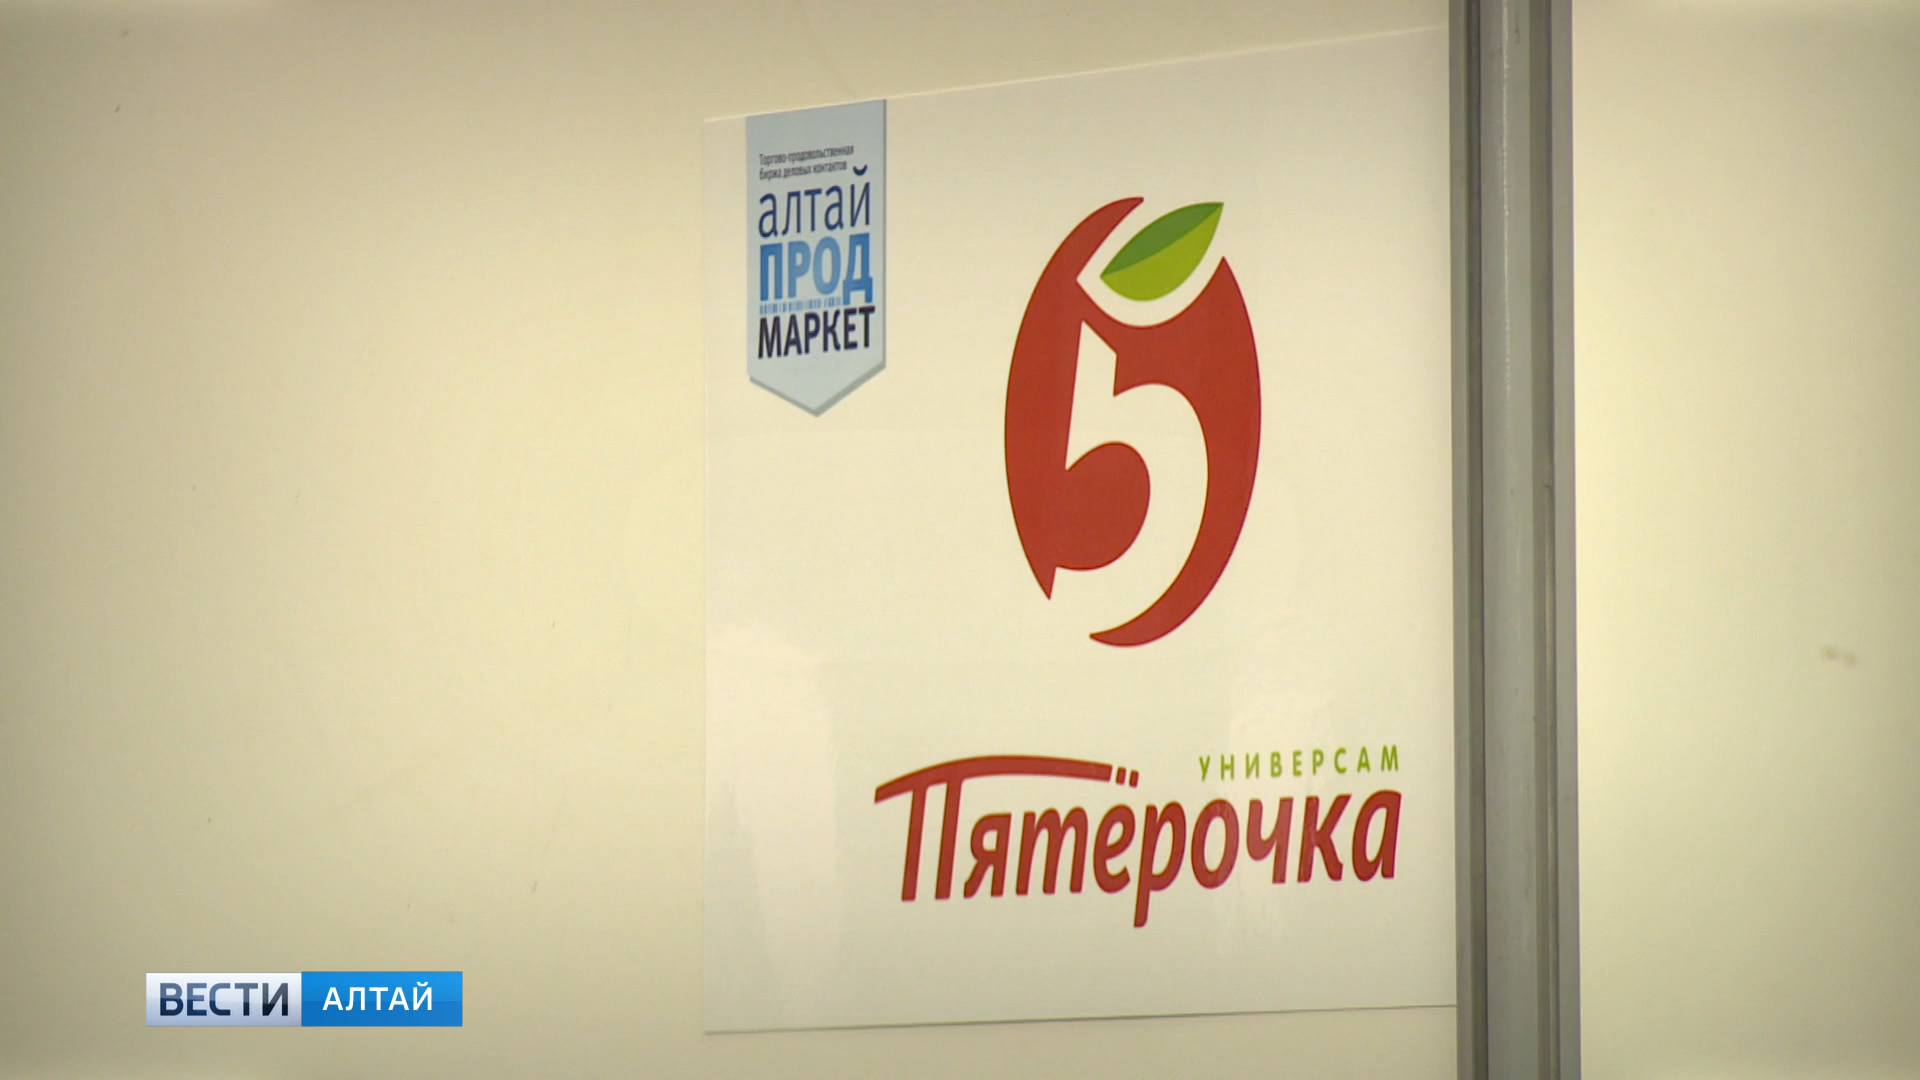 Торгово-продовольственная
биржа деловых контактов
алтай
ПРОД
МАРКЕТ
5
УНИВЕРСАМ
Пятёрочка
ВЕСТИ АЛТАЙ